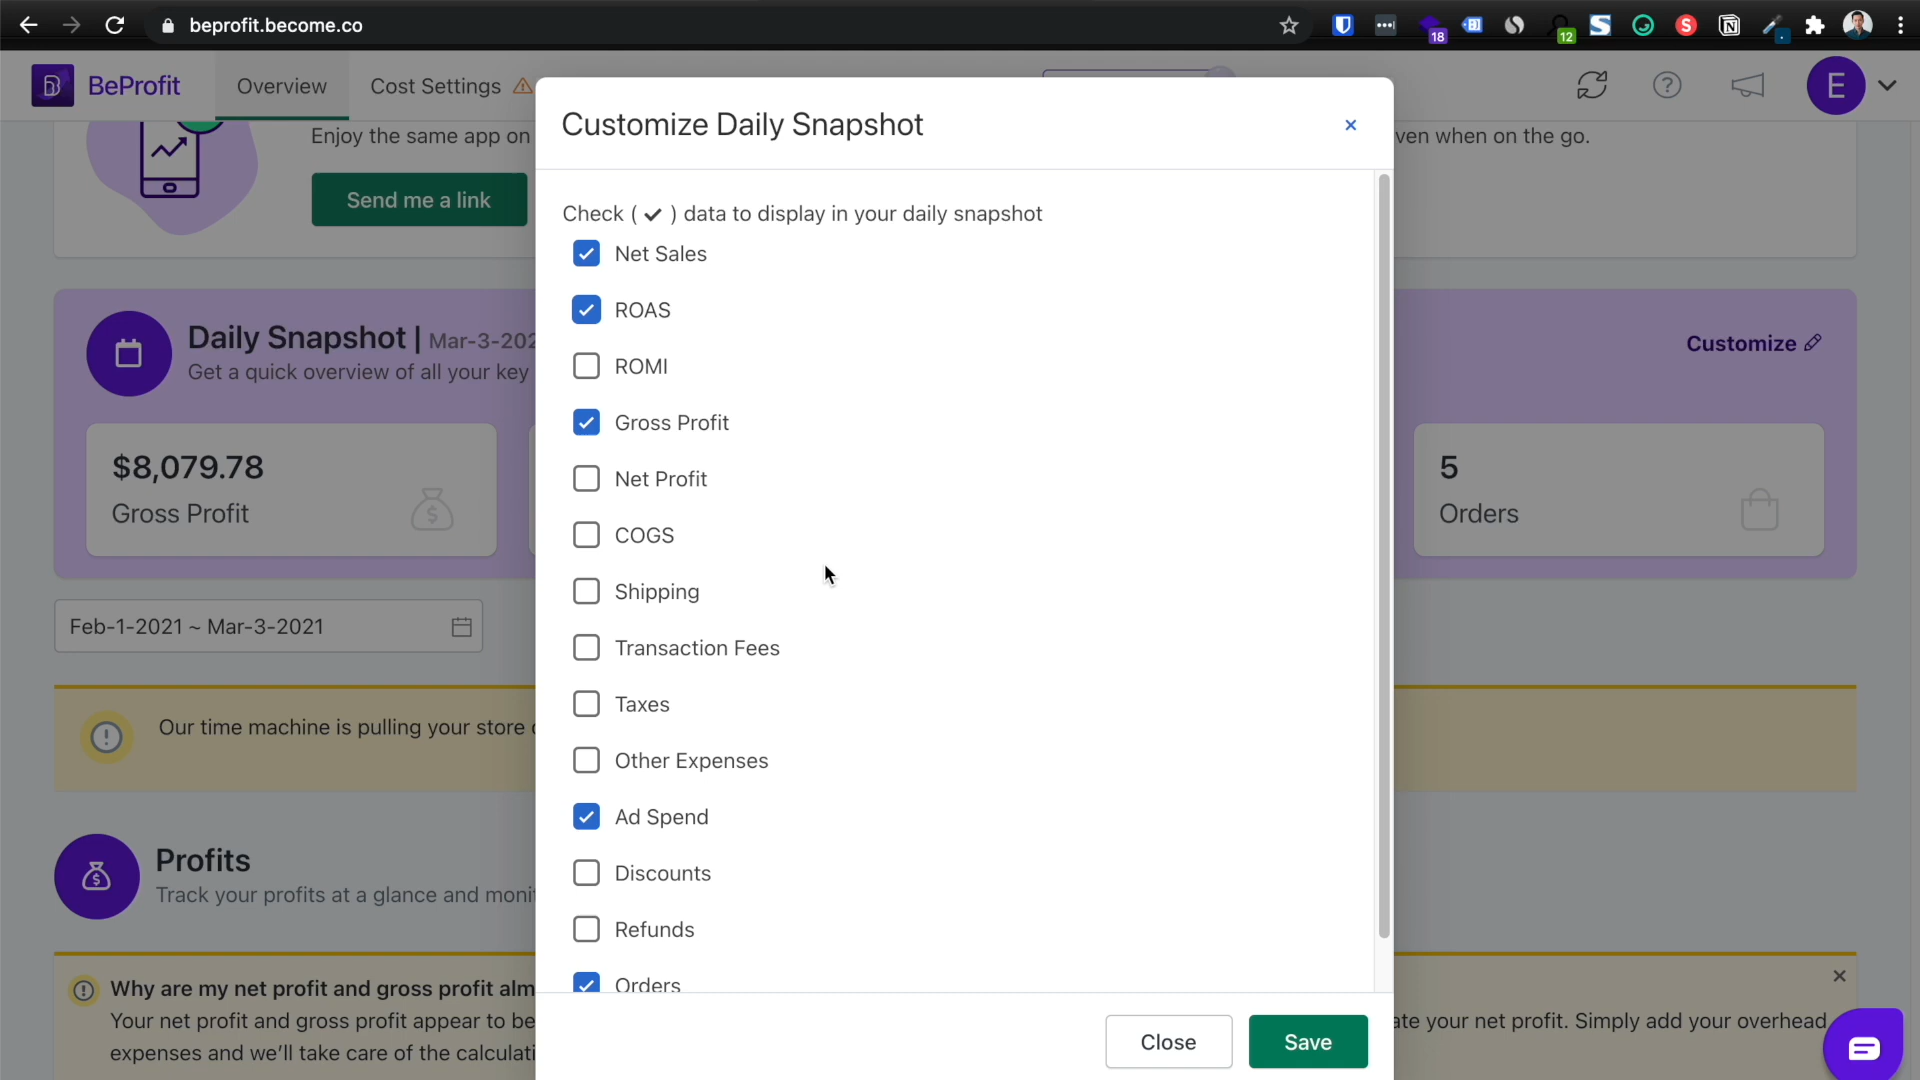 beprofit.become.co
18
12
BeProfit
Overview
Cost Settings
E
Enjoy the same app on
ven when on the go.
Send me a link
Daily Snapshot | Mar-3-202
Get a quick overview of all your key
Customize
$8,079.78
Gross Profit
5
Orders
Feb-1-2021 ~ Mar-3-2021
Our time machine is pulling your store
Profits
Track your profits at a glance and moni
Why are my net profit and gross profit alm
Your net profit and gross profit appear to be
ate your net profit. Simply add your overhead
expenses and we'll take care of the calculati
Customize Daily Snapshot
Check ( ✓ ) data to display in your daily snapshot
Net Sales
ROAS
ROMI
Gross Profit
Net Profit
COGS
Shipping
Transaction Fees
Taxes
Other Expenses
Ad Spend
Discounts
Refunds
Orders
Close
Save